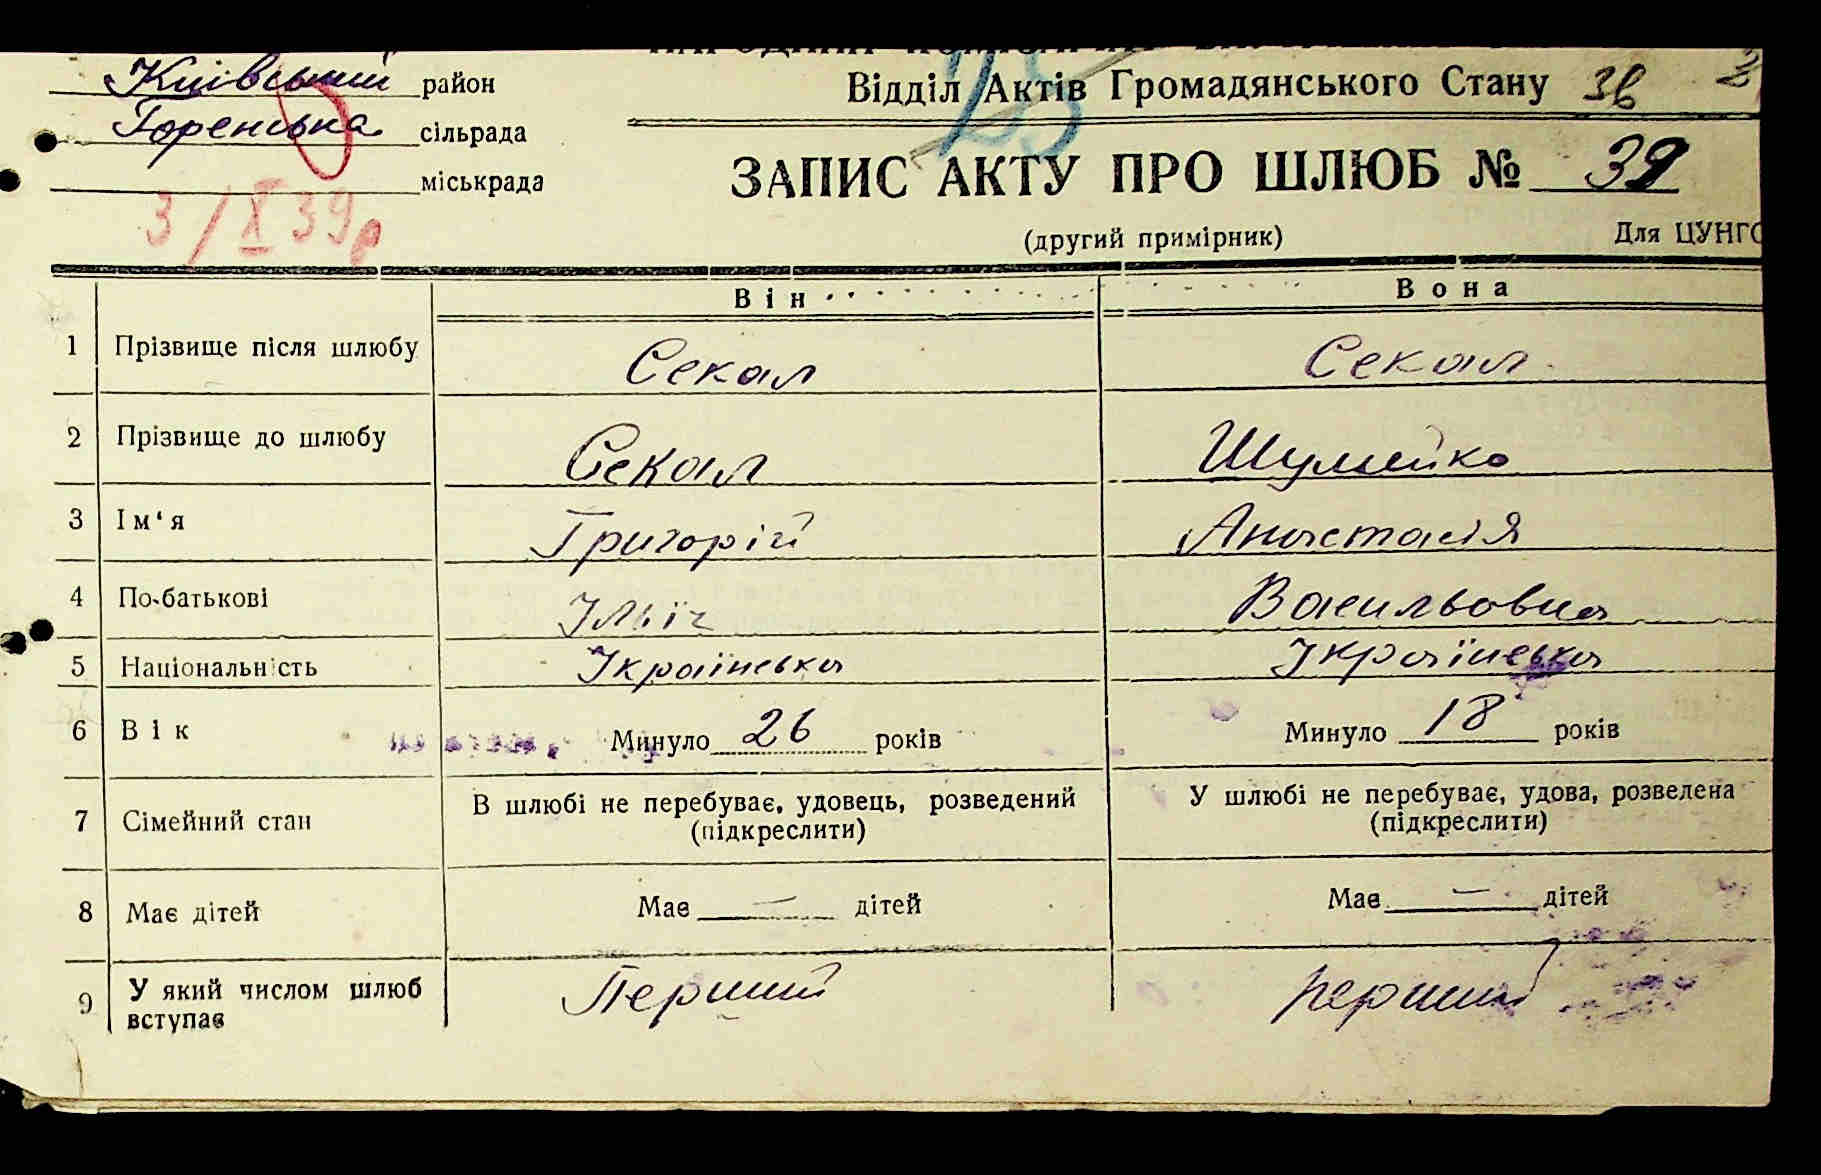 Київський район
Горенська сільрада
міськрада
3/X 39р
Відділ Актів Громадянського Стану 36
ЗАПИС АКТУ ПРО ШЛЮБ № 39
(другий примірник) Для ЦУНГО
Він Вона
1 Прізвище після шлюбу Секал Секал
2 Прізвище до шлюбу Секал Шумейко
3 Ім'я Григорій Анастасія
4 По-батькові Ілліч Васильовна
5 Національність Українська Українська
6 Вік Минуло 26 років Минуло 18 років
7 Сімейний стан В шлюбі не перебуває, удовець, розведений (підкреслити) У шлюбі не перебуває, удова, розведена (підкреслити)
8 Має дітей Має — дітей Має — дітей
9 У який числом шлюб вступає Перший перший